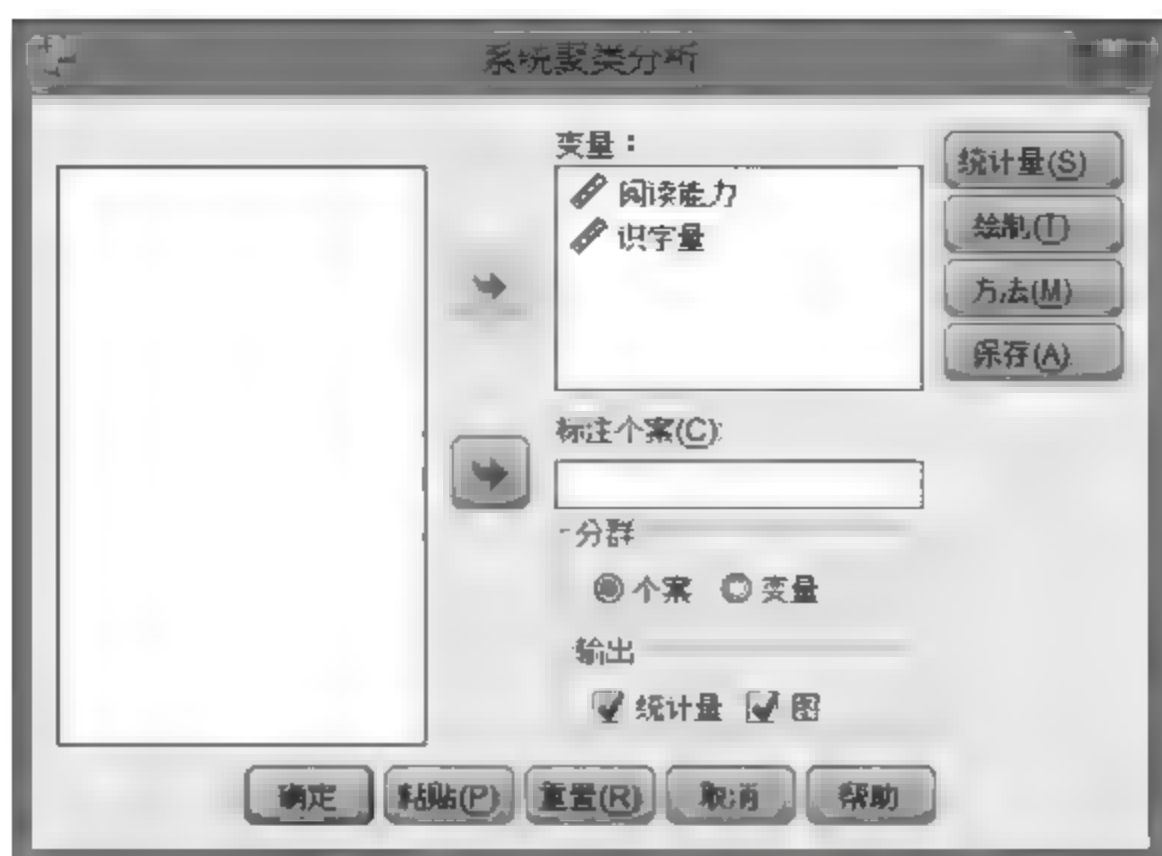 系统聚类分析
变量：
阅读能力
识字量
统计量(S)
绘制(T)
方法(M)
保存(A)
标注个案(C):
分群
个案 变量
输出
统计量 图
确定 粘贴(P) 重置(R) 取消 帮助